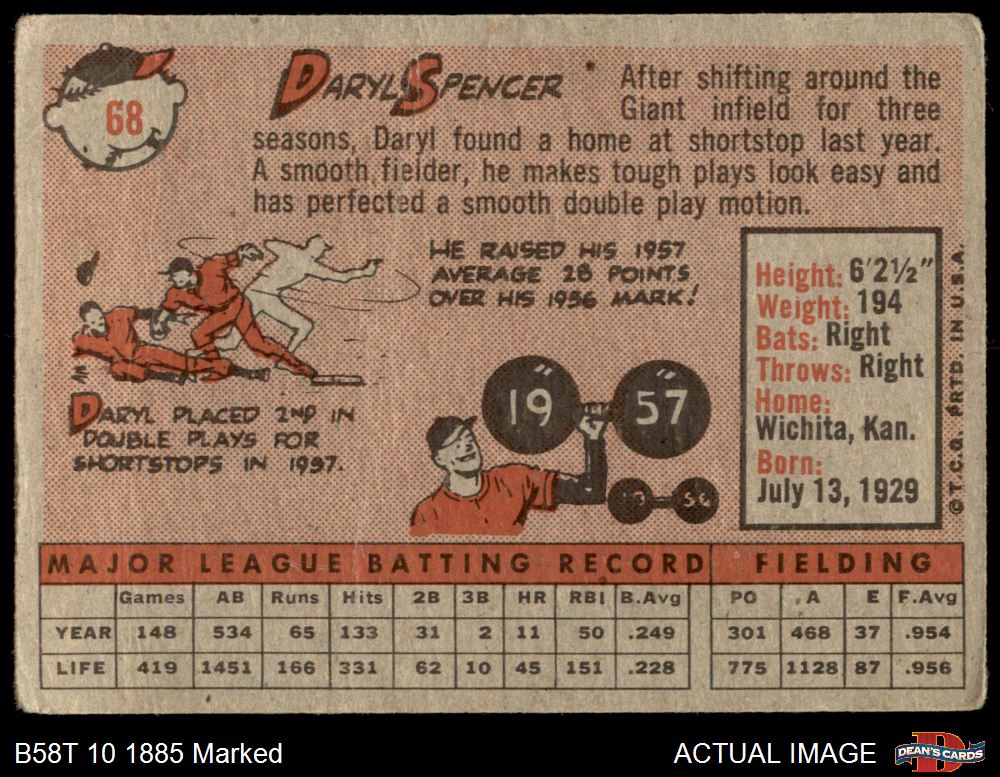 68
DARYL SPENCER
After shifting around the
Giant infield for three
seasons, Daryl found a home at shortstop last year.
A smooth fielder, he makes tough plays look easy and
has perfected a smooth double play motion.
HE RAISED HIS 1957
AVERAGE 28 POINTS
OVER HIS 1956 MARK!
DARYL PLACED 2ND IN
DOUBLE PLAYS FOR
SHORTSTOPS IN 1957.
19 57
19 56
Height: 6'2½"
Weight: 194
Bats: Right
Throws: Right
Home:
Wichita, Kan.
Born:
July 13, 1929
© T.C.G. PRTD. IN U.S.A.
MAJOR LEAGUE BATTING RECORD FIELDING
Games AB Runs Hits 2B 3B HR RBI B.Avg PO A E F.Avg
YEAR 148 534 65 133 31 2 11 50 .249 301 468 37 .954
LIFE 419 1451 166 331 62 10 45 151 .228 775 1128 87 .956
B58T 10 1885 Marked
ACTUAL IMAGE
D
DEAN'S CARDS